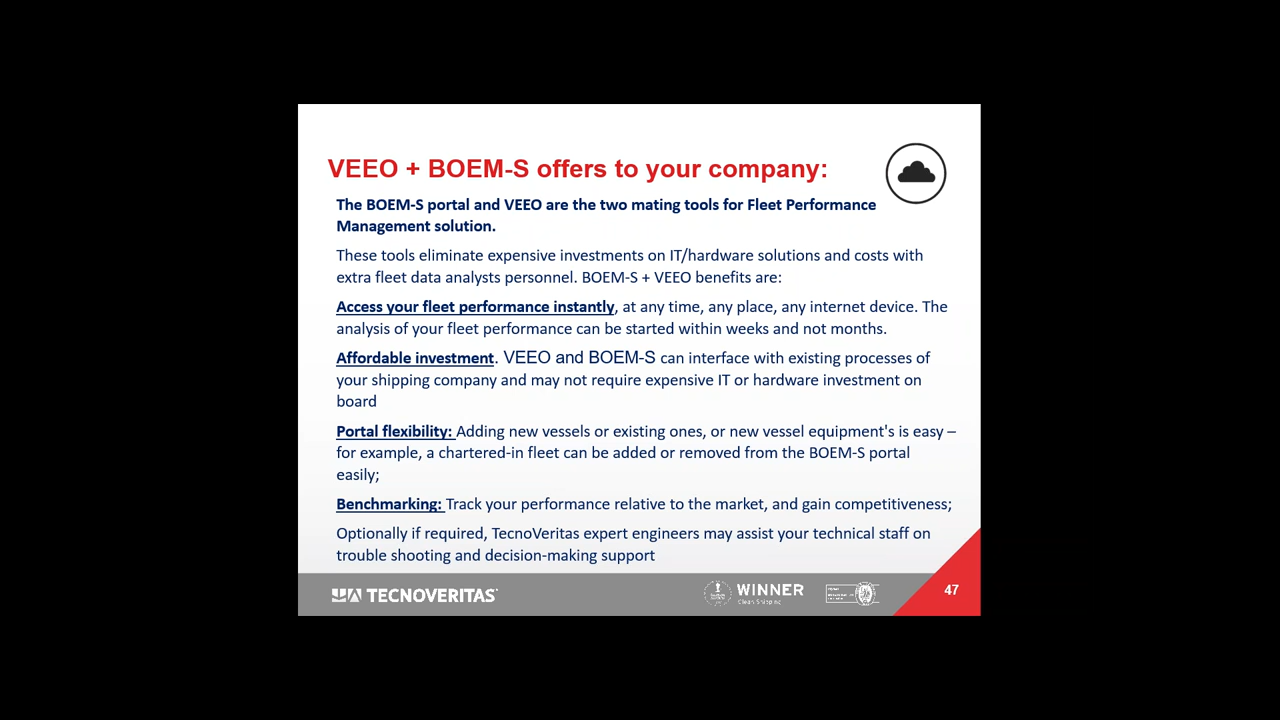 VEEO + BOEM-S offers to your company:
The BOEM-S portal and VEEO are the two mating tools for Fleet Performance
Management solution.
These tools eliminate expensive investments on IT/hardware solutions and costs with
extra fleet data analysts personnel. BOEM-S + VEEO benefits are:
Access your fleet performance instantly, at any time, any place, any internet device. The
analysis of your fleet performance can be started within weeks and not months.
Affordable investment. VEEO and BOEM-S can interface with existing processes of
your shipping company and may not require expensive IT or hardware investment on
board
Portal flexibility: Adding new vessels or existing ones, or new vessel equipment's is easy –
for example, a chartered-in fleet can be added or removed from the BOEM-S portal
easily;
Benchmarking: Track your performance relative to the market, and gain competitiveness;
Optionally if required, TecnoVeritas expert engineers may assist your technical staff on
trouble shooting and decision-making support
TECNOVERITAS
WINNER
Clean Shipping
47